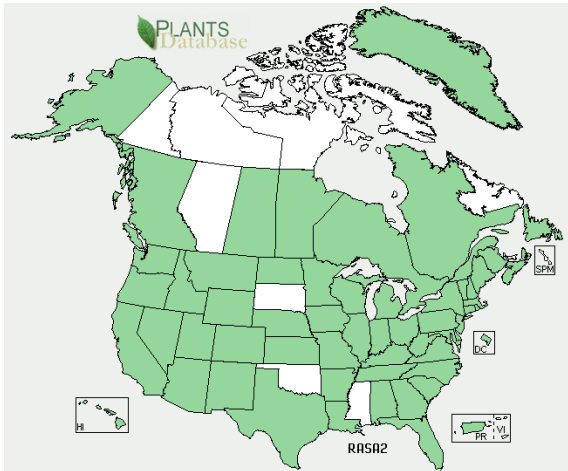 PLANTS
Database
SPM
DC
HI
PR
VI
RASA2